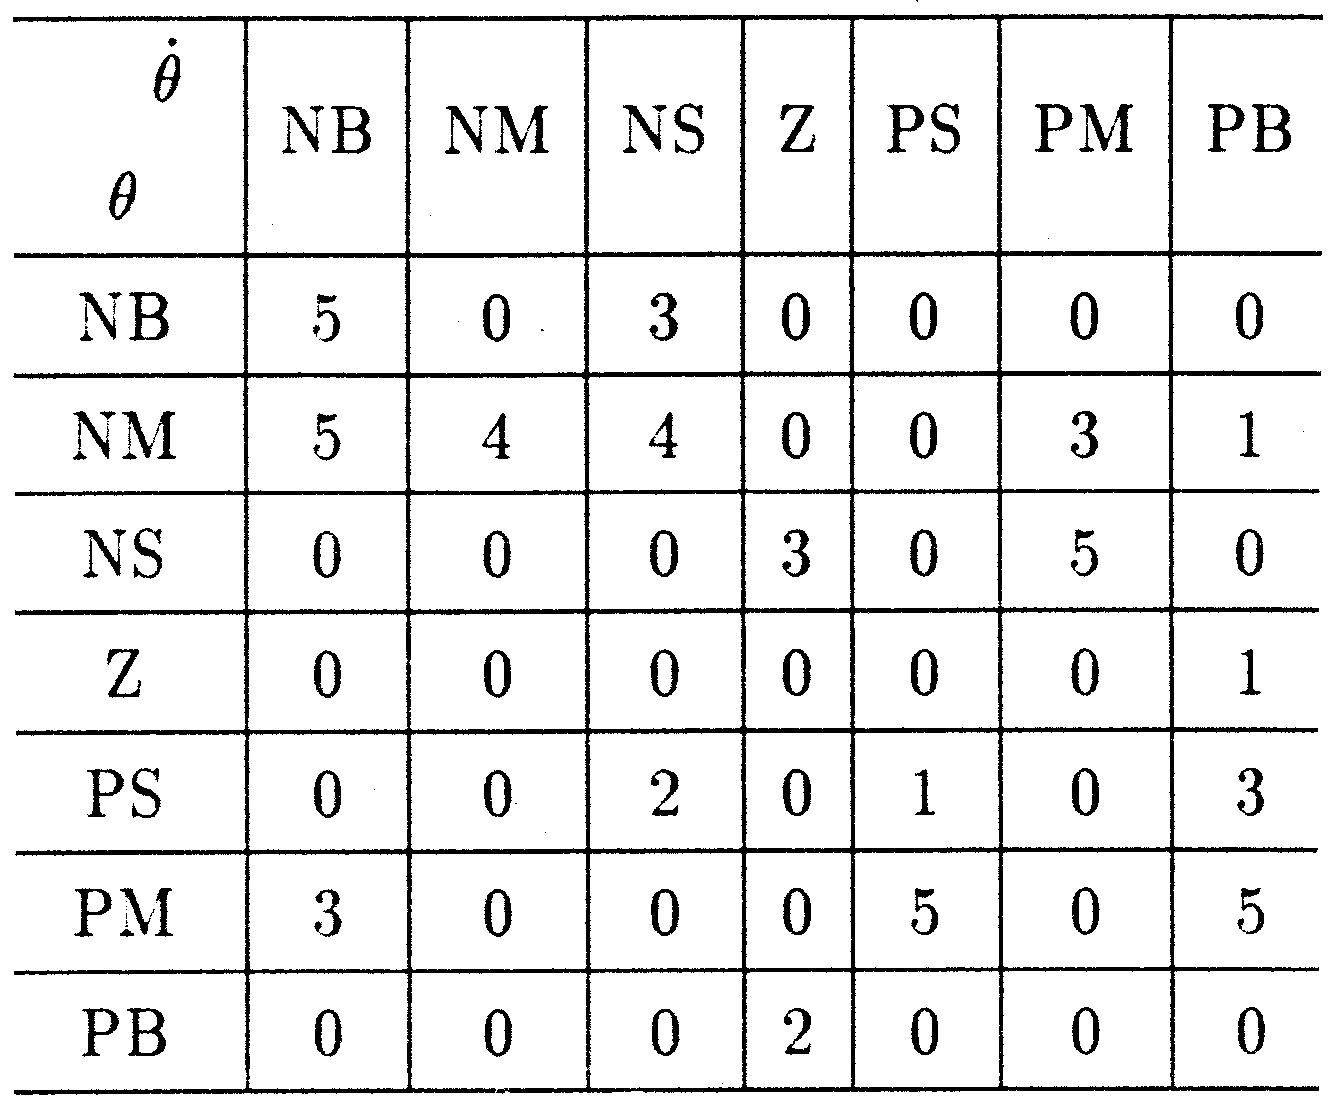 θ̇
NB NM NS Z PS PM PB
θ
NB 5 0 3 0 0 0 0
NM 5 4 4 0 0 3 1
NS 0 0 0 3 0 5 0
Z 0 0 0 0 0 0 1
PS 0 0 2 0 1 0 3
PM 3 0 0 0 5 0 5
PB 0 0 0 2 0 0 0